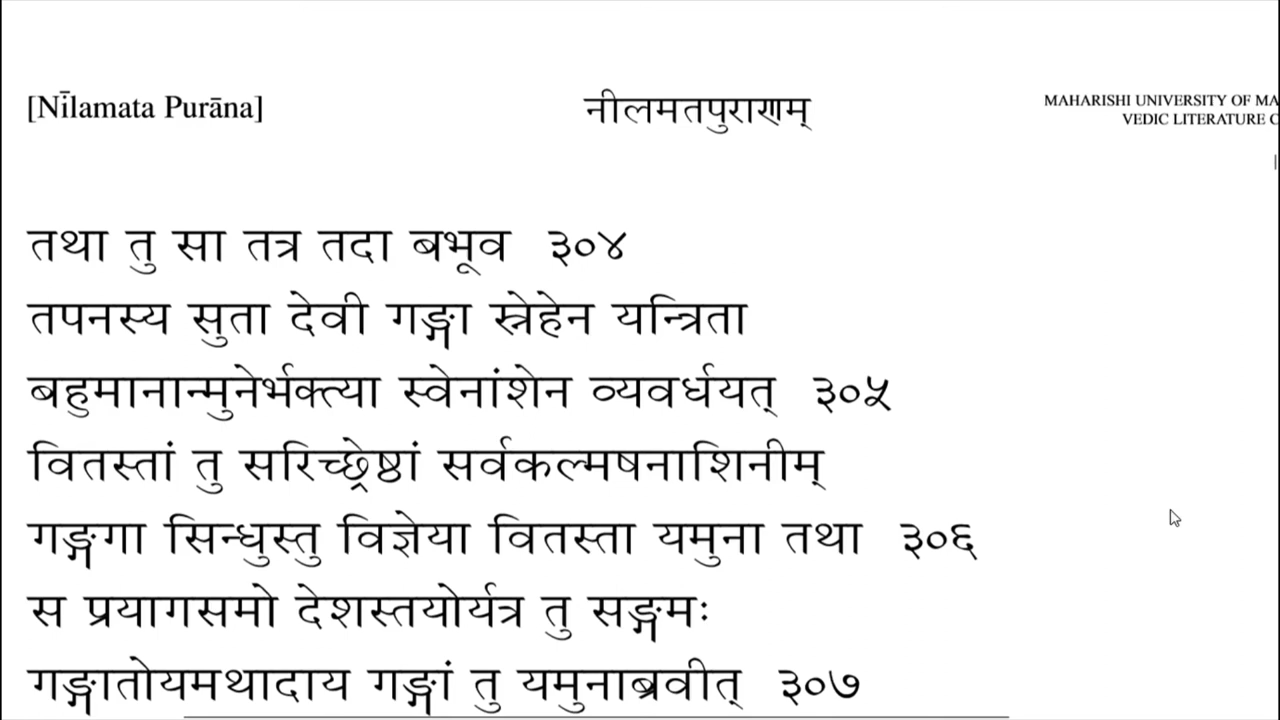 [Nīlamata Purāna]
नीलमतपुराणम्
MAHARISHI UNIVERSITY OF MA
VEDIC LITERATURE C
तथा तु सा तत्र तदा बभूव ३०४
तपनस्य सुता देवी गङ्गा स्नेहेन यन्त्रिता
बहुमानान्मुनेर्भक्त्या स्वेनांशेन व्यवर्धयत् ३०५
वितस्तां तु सरिच्छ्रेष्ठां सर्वकल्मषनाशिनीम्
गङ्गगा सिन्धुस्तु विज्ञेया वितस्ता यमुना तथा ३०६
स प्रयागसमो देशस्तयोर्यत्र तु सङ्गमः
गङ्गातोयमथादाय गङ्गां तु यमुनाब्रवीत् ३०७